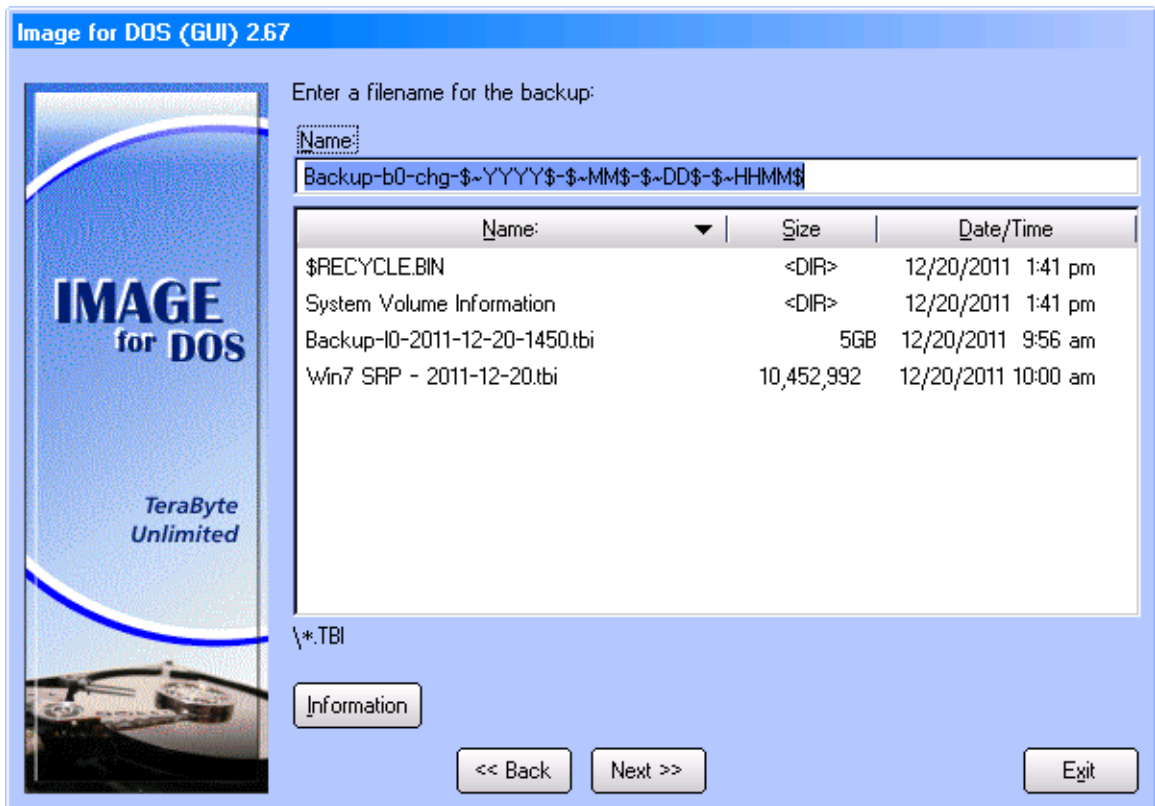 Image for DOS (GUI) 2.67
Enter a filename for the backup:
Name:
Backup-b0-chg-$~YYYY$-$~MM$-$~DD$-$~HHMM$
Name: Size Date/Time
$RECYCLE.BIN <DIR> 12/20/2011 1:41 pm
System Volume Information <DIR> 12/20/2011 1:41 pm
Backup-I0-2011-12-20-1450.tbi 5GB 12/20/2011 9:56 am
Win7 SRP - 2011-12-20.tbi 10,452,992 12/20/2011 10:00 am
IMAGE
for DOS
TeraByte
Unlimited
\*.TBI
Information
<< Back Next >> Exit